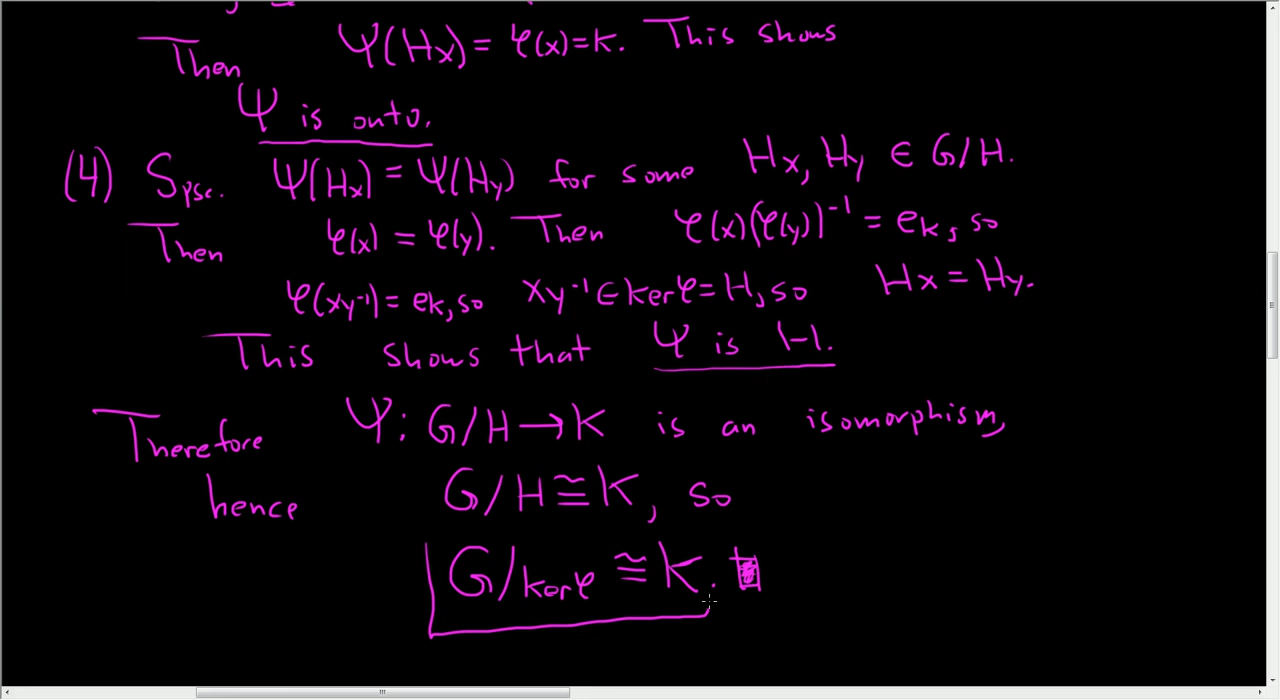 Then Ψ(Hx) = φ(x) = k. This shows
Ψ is onto.
(4) Spse. Ψ(Hx) = Ψ(Hy) for some Hx, Hy ∈ G/H.
Then φ(x) = φ(y). Then φ(x)(φ(y))⁻¹ = eK, so
φ(xy⁻¹) = eK, so xy⁻¹ ∈ ker φ = H, so Hx = Hy.
This shows that Ψ is 1-1.
Therefore Ψ: G/H → K is an isomorphism,
hence G/H ≅ K, so
G/ker φ ≅ K.